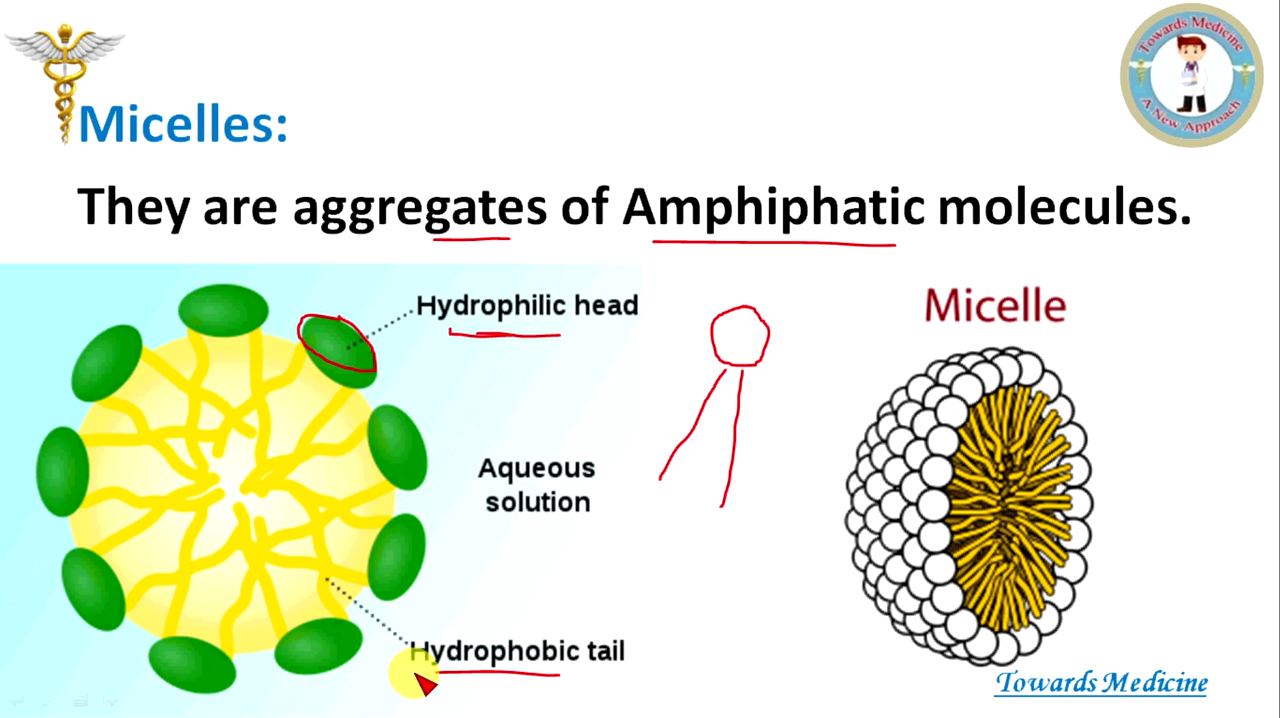 Towards Medicine
A New Approach
Micelles:
They are aggregates of Amphiphatic molecules.
Hydrophilic head
Aqueous
solution
Hydrophobic tail
Micelle
Towards Medicine